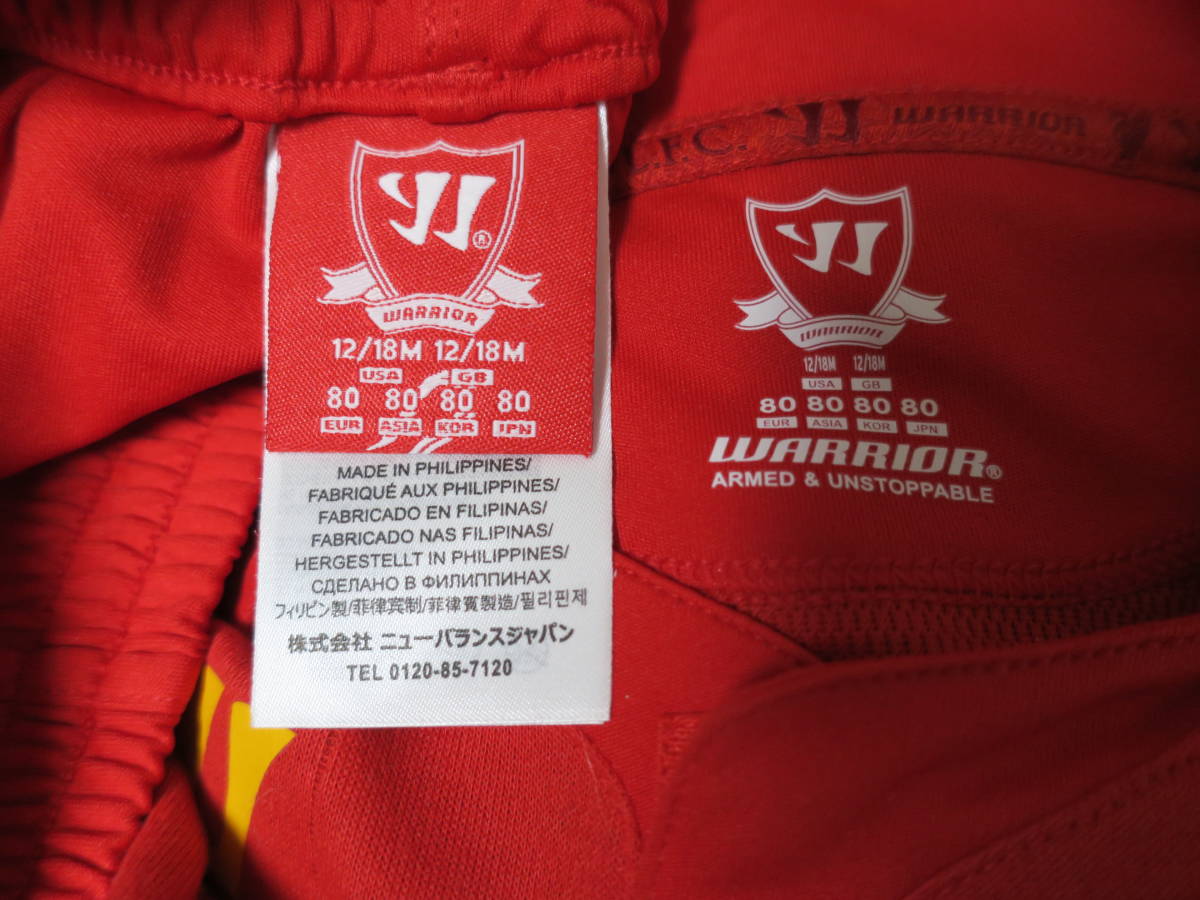 WARRIOR
12/18M 12/18M
USA GB
80 80 80 80
EUR ASIA KOR JPN
MADE IN PHILIPPINES/
FABRIQUÉ AUX PHILIPPINES/
FABRICADO EN FILIPINAS/
FABRICADO NAS FILIPINAS/
HERGESTELLT IN PHILIPPINES/
СДЕЛАНО В ФИЛИППИНАХ
フィリピン製/菲律宾制/菲律賓製造/필리핀제
株式会社 ニューバランスジャパン
TEL 0120-85-7120
L.F.C. WARRIOR
WARRIOR
12/18M 12/18M
USA GB
80 80 80 80
EUR ASIA KOR JPN
WARRIOR®
ARMED & UNSTOPPABLE